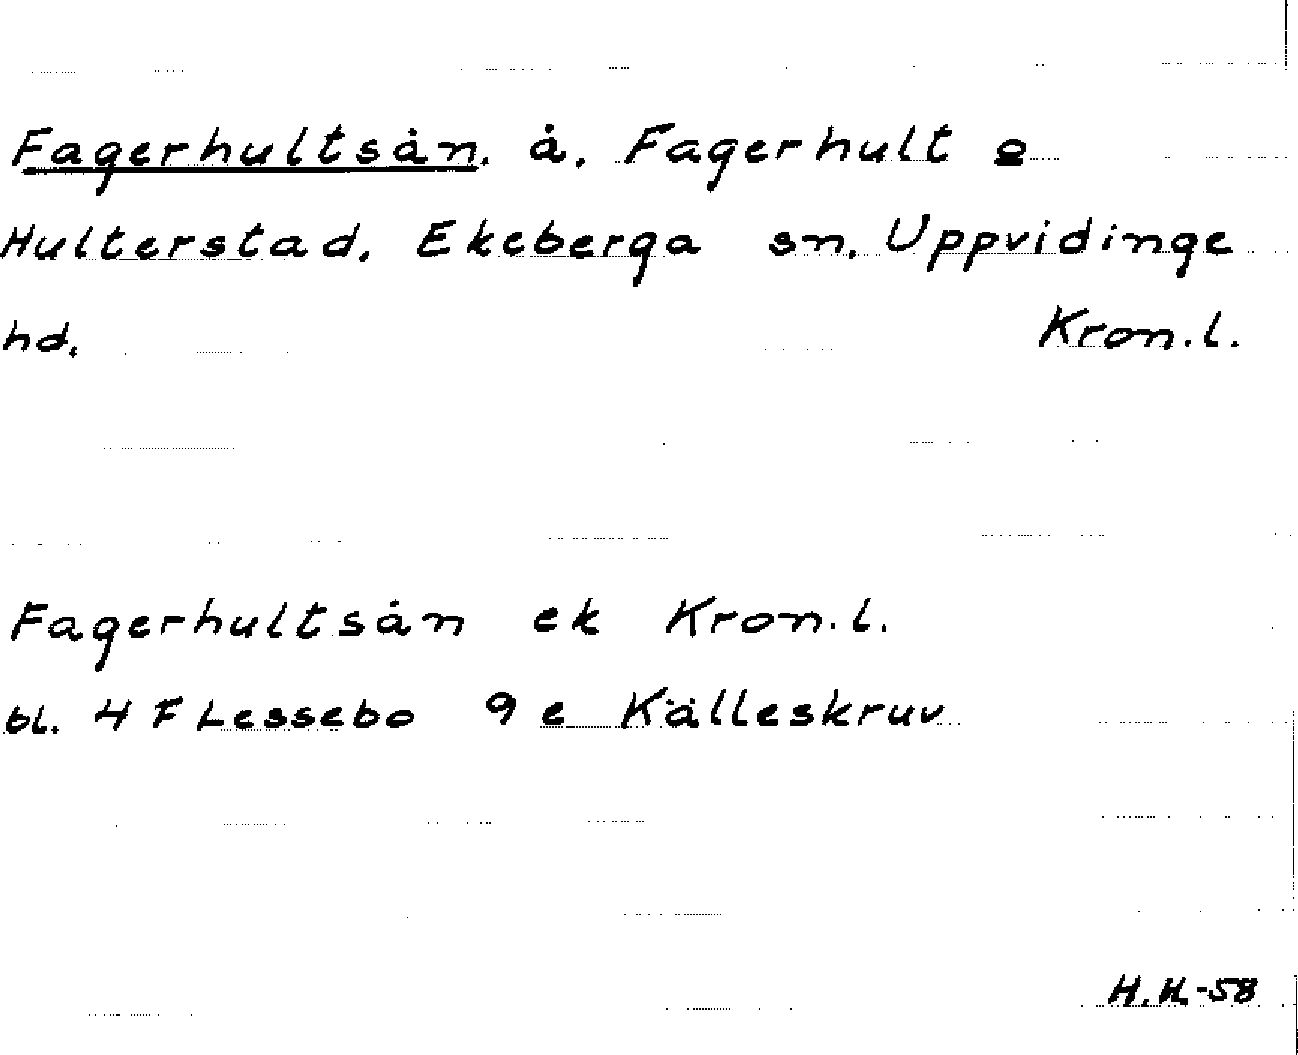 Fagerhultsån. å. Fagerhult o
Hulterstad. Ekeberga sn. Uppvidinge
hd. Kron.l.
Fagerhultsån ek Kron.l.
bl. 4 F Lessebo 9 e Källeskruv
H.H.-58